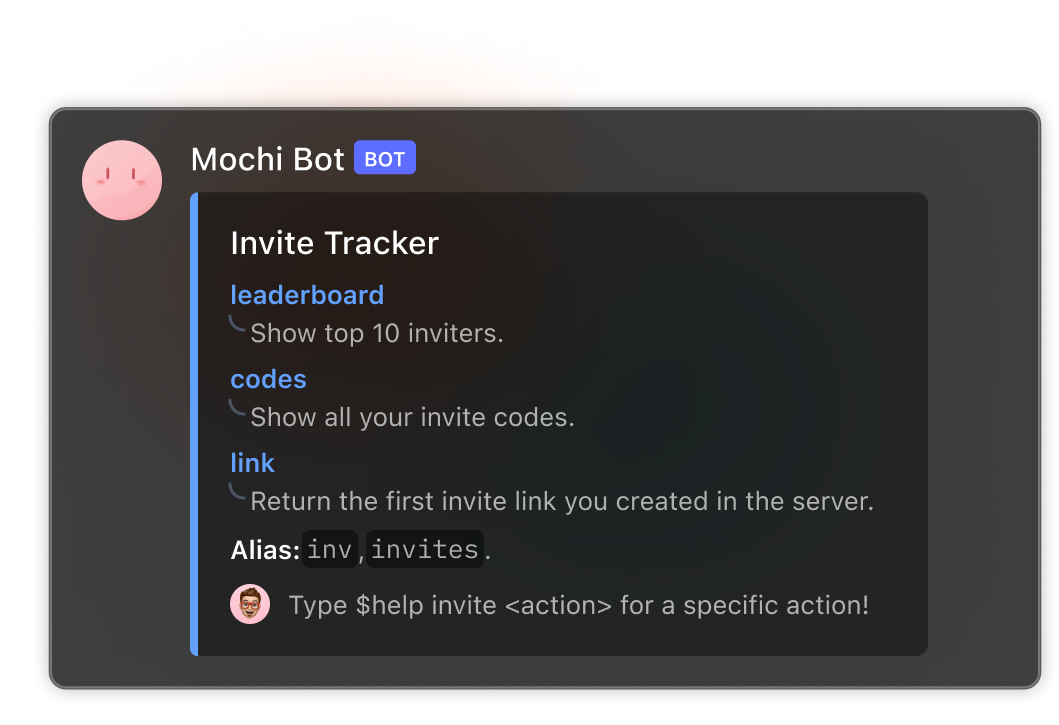 Mochi Bot BOT
Invite Tracker
leaderboard
Show top 10 inviters.
codes
Show all your invite codes.
link
Return the first invite link you created in the server.
Alias: inv, invites.
Type $help invite <action> for a specific action!